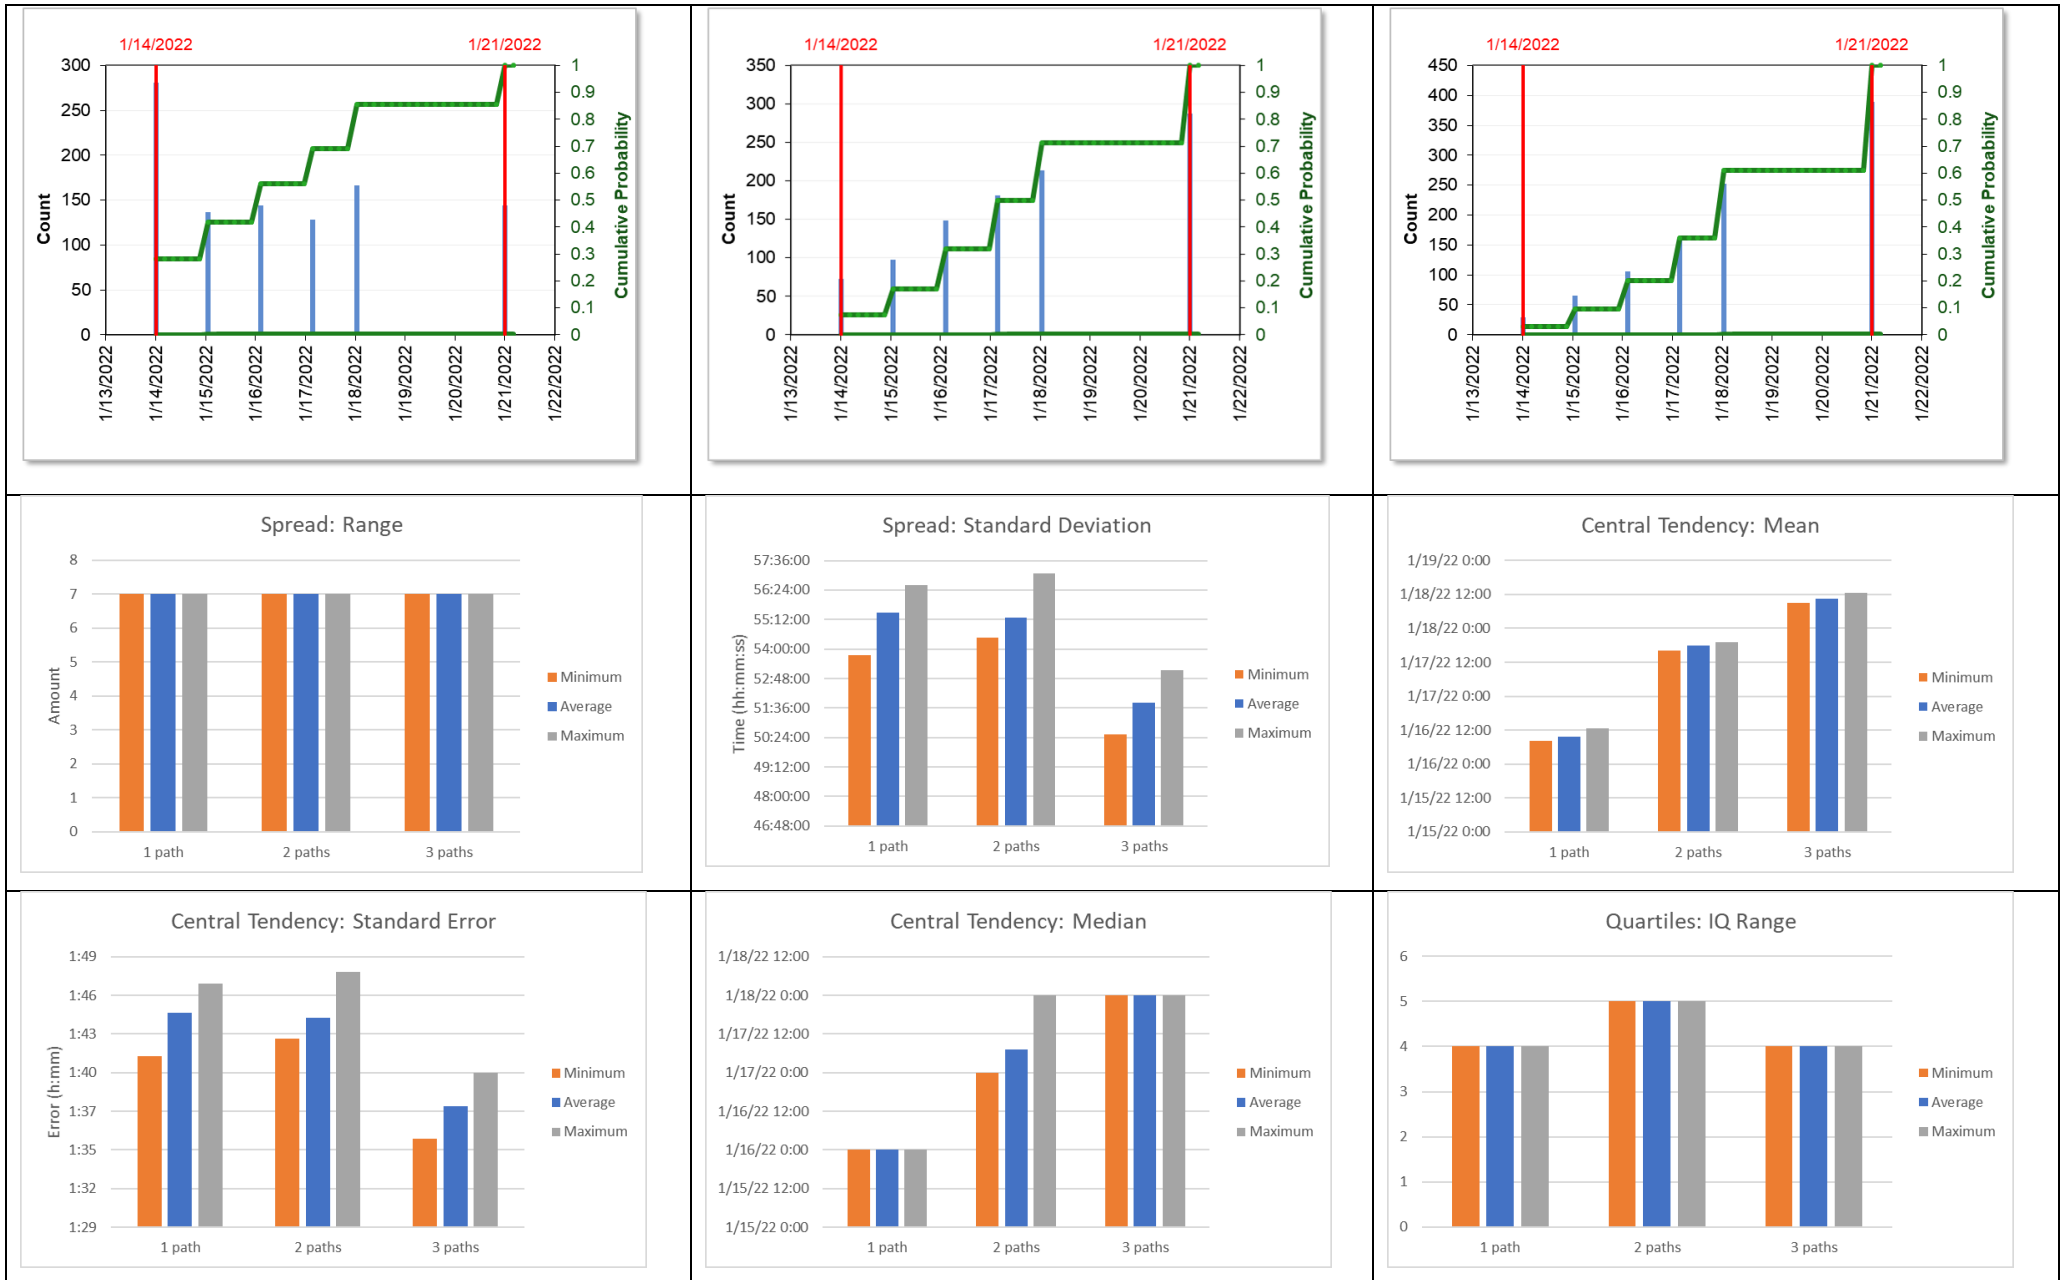 1/14/2022 1/21/2022
300
250
200
150
100
50
0
Count
1
0.9
0.8
0.7
0.6
0.5
0.4
0.3
0.2
0.1
0
Cumulative Probability
1/13/2022 1/14/2022 1/15/2022 1/16/2022 1/17/2022 1/18/2022 1/19/2022 1/20/2022 1/21/2022 1/22/2022
1/14/2022 1/21/2022
350
300
250
200
150
100
50
0
Count
1
0.9
0.8
0.7
0.6
0.5
0.4
0.3
0.2
0.1
0
Cumulative Probability
1/13/2022 1/14/2022 1/15/2022 1/16/2022 1/17/2022 1/18/2022 1/19/2022 1/20/2022 1/21/2022 1/22/2022
1/14/2022 1/21/2022
450
400
350
300
250
200
150
100
50
0
Count
1
0.9
0.8
0.7
0.6
0.5
0.4
0.3
0.2
0.1
0
Cumulative Probability
1/13/2022 1/14/2022 1/15/2022 1/16/2022 1/17/2022 1/18/2022 1/19/2022 1/20/2022 1/21/2022 1/22/2022
Spread: Range
8
7
6
5
4
3
2
1
0
Amount
1 path 2 paths 3 paths
Minimum
Average
Maximum
Spread: Standard Deviation
57:36:00
56:24:00
55:12:00
54:00:00
52:48:00
51:36:00
50:24:00
49:12:00
48:00:00
46:48:00
Time (hh:mm:ss)
1 path 2 paths 3 paths
Minimum
Average
Maximum
Central Tendency: Mean
1/19/22 0:00
1/18/22 12:00
1/18/22 0:00
1/17/22 12:00
1/17/22 0:00
1/16/22 12:00
1/16/22 0:00
1/15/22 12:00
1/15/22 0:00
1 path 2 paths 3 paths
Minimum
Average
Maximum
Central Tendency: Standard Error
1:49
1:46
1:43
1:40
1:37
1:35
1:32
1:29
Error (h:mm)
1 path 2 paths 3 paths
Minimum
Average
Maximum
Central Tendency: Median
1/18/22 12:00
1/18/22 0:00
1/17/22 12:00
1/17/22 0:00
1/16/22 12:00
1/16/22 0:00
1/15/22 12:00
1/15/22 0:00
1 path 2 paths 3 paths
Minimum
Average
Maximum
Quartiles: IQ Range
6
5
4
3
2
1
0
1 path 2 paths 3 paths
Minimum
Average
Maximum